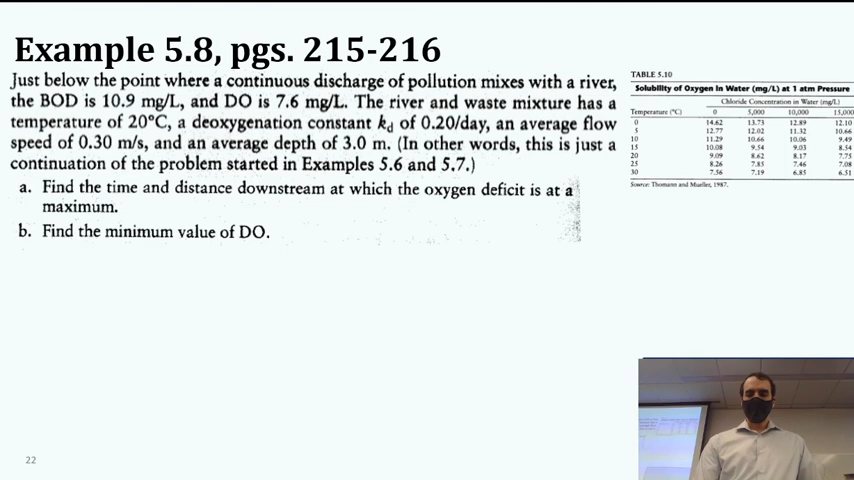 Example 5.8, pgs. 215-216
Just below the point where a continuous discharge of pollution mixes with a river,
the BOD is 10.9 mg/L, and DO is 7.6 mg/L. The river and waste mixture has a
temperature of 20°C, a deoxygenation constant kd of 0.20/day, an average flow
speed of 0.30 m/s, and an average depth of 3.0 m. (In other words, this is just a
continuation of the problem started in Examples 5.6 and 5.7.)
a. Find the time and distance downstream at which the oxygen deficit is at a
maximum.
b. Find the minimum value of DO.
TABLE 5.10
Solubility of Oxygen in Water (mg/L) at 1 atm Pressure
Chloride Concentration in Water (mg/L)
Temperature (°C) 0 5,000 10,000 15,000
0 14.62 13.73 12.89 12.10
5 12.77 12.02 11.32 10.66
10 11.29 10.66 10.06 9.49
15 10.08 9.54 9.03 8.54
20 9.09 8.62 8.17 7.75
25 8.26 7.85 7.46 7.08
30 7.56 7.19 6.85 6.51
Source: Thomann and Mueller, 1987.
22